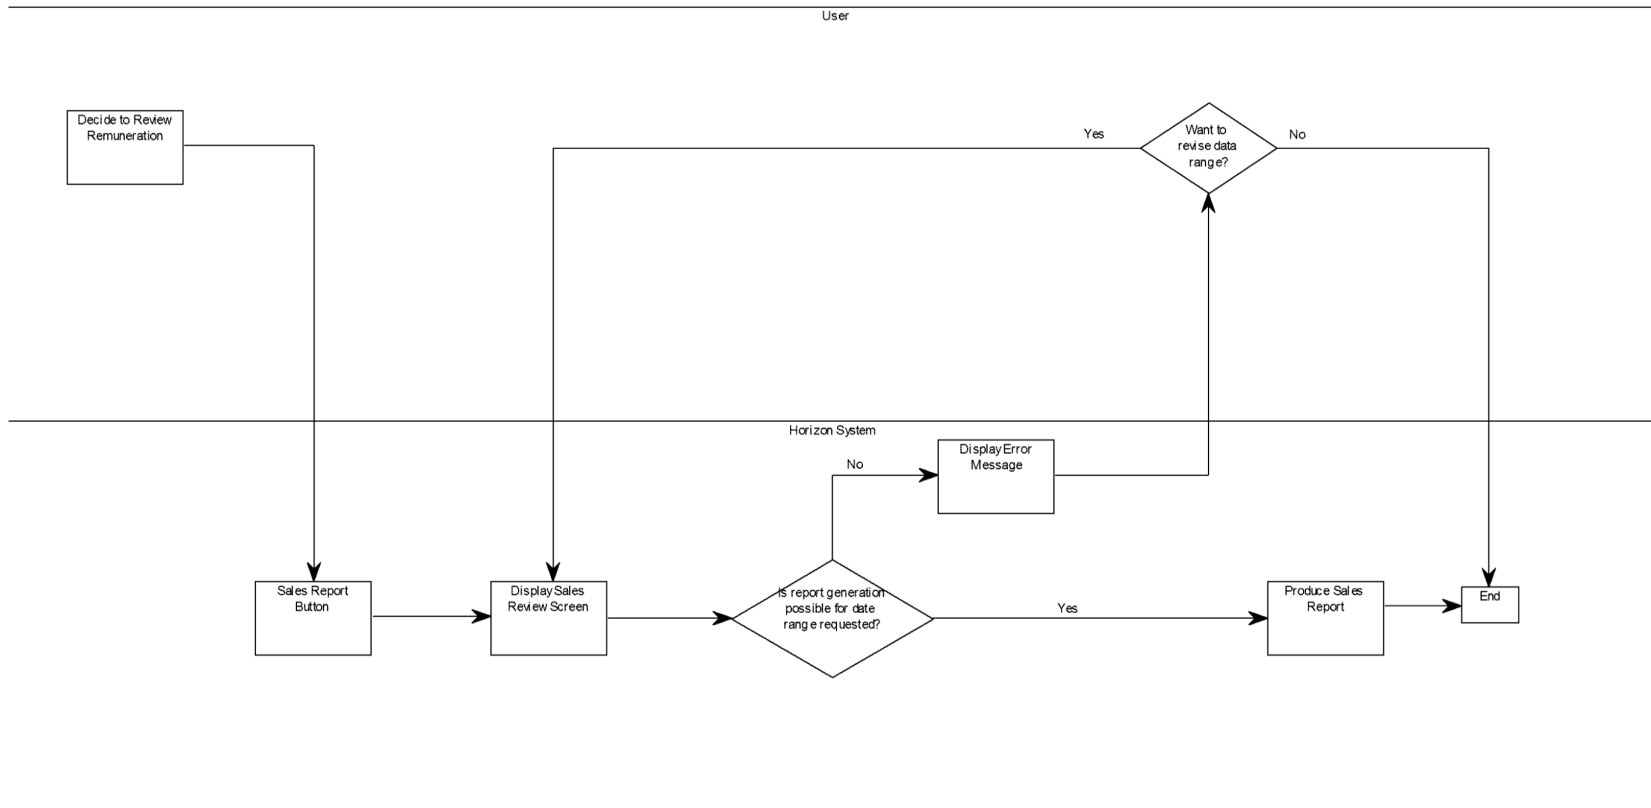 User
Decide to Review
Remuneration
Yes
Want to
revise data
range?
No
Horizon System
No
Display Error
Message
Sales Report
Button
Display Sales
Review Screen
Is report generation
possible for date
range requested?
Yes
Produce Sales
Report
End